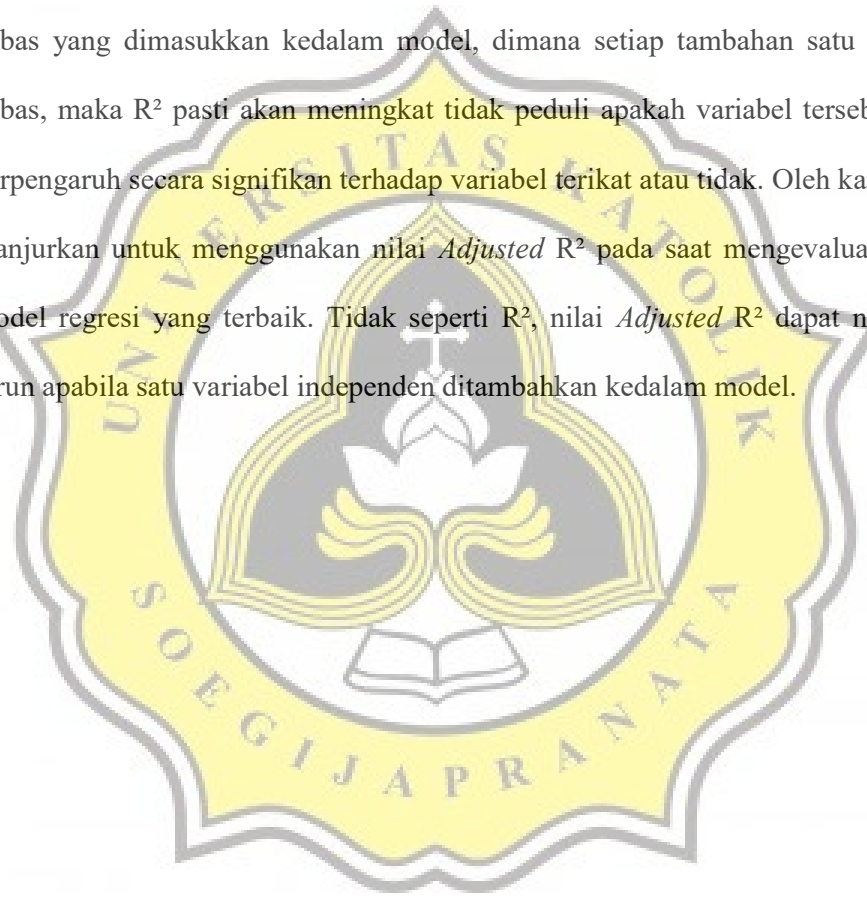 bas yang dimasukkan kedalam model, dimana setiap tambahan satu
bas, maka R² pasti akan meningkat tidak peduli apakah variabel terseb
rpengaruh secara signifikan terhadap variabel terikat atau tidak. Oleh ka
anjurkan untuk menggunakan nilai Adjusted R² pada saat mengevalua
odel regresi yang terbaik. Tidak seperti R², nilai Adjusted R² dapat n
run apabila satu variabel independen ditambahkan kedalam model.
UNIVERSITAS KATOLIK
SOEGIJAPRANATA